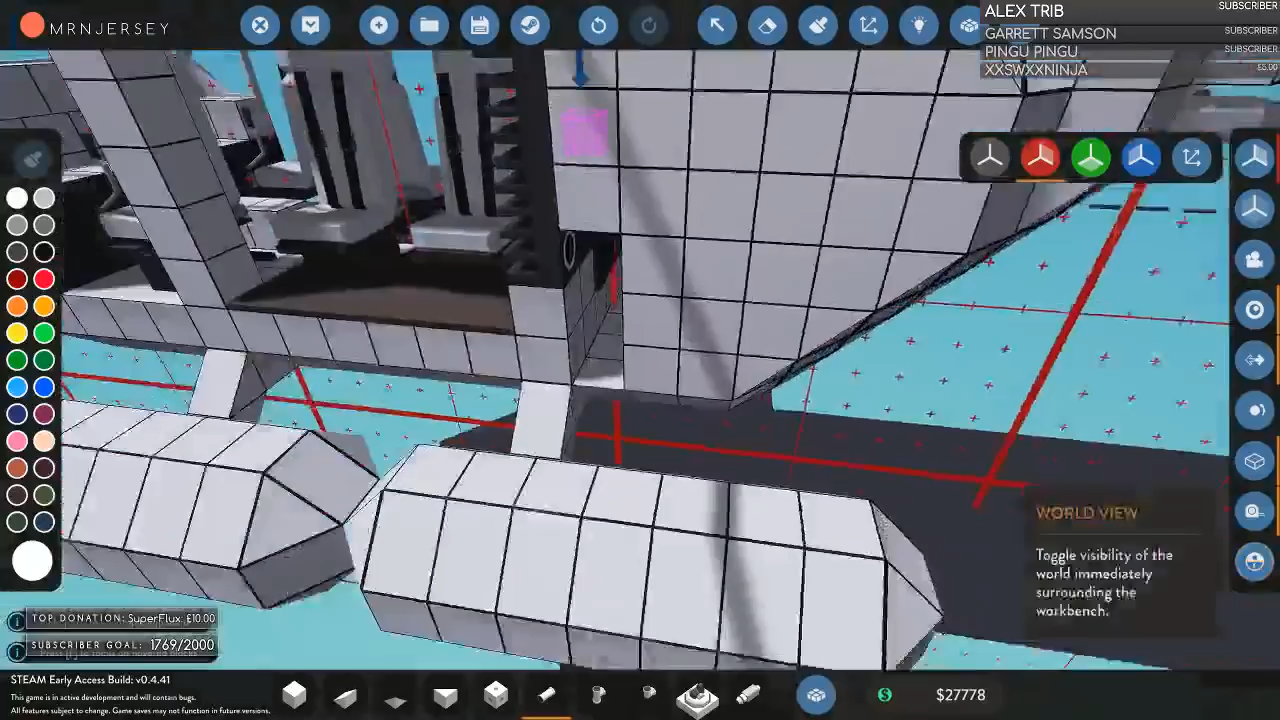 MRNJERSEY
ALEX TRIB SUBSCRIBER
GARRETT SAMSON SUBSCRIBER
PINGU PINGU SUBSCRIBER
XXSWXXNINJA £5.00
WORLD VIEW
Toggle visibility of the
world immediately
surrounding the
workbench.
TOP DONATION: SuperFlux £10.00
SUBSCRIBER GOAL: 1769/2000
STEAM Early Access Build: v0.4.41
This game is in active development and will contain bugs.
All features subject to change. Game saves may not function in future versions.
$ $27778